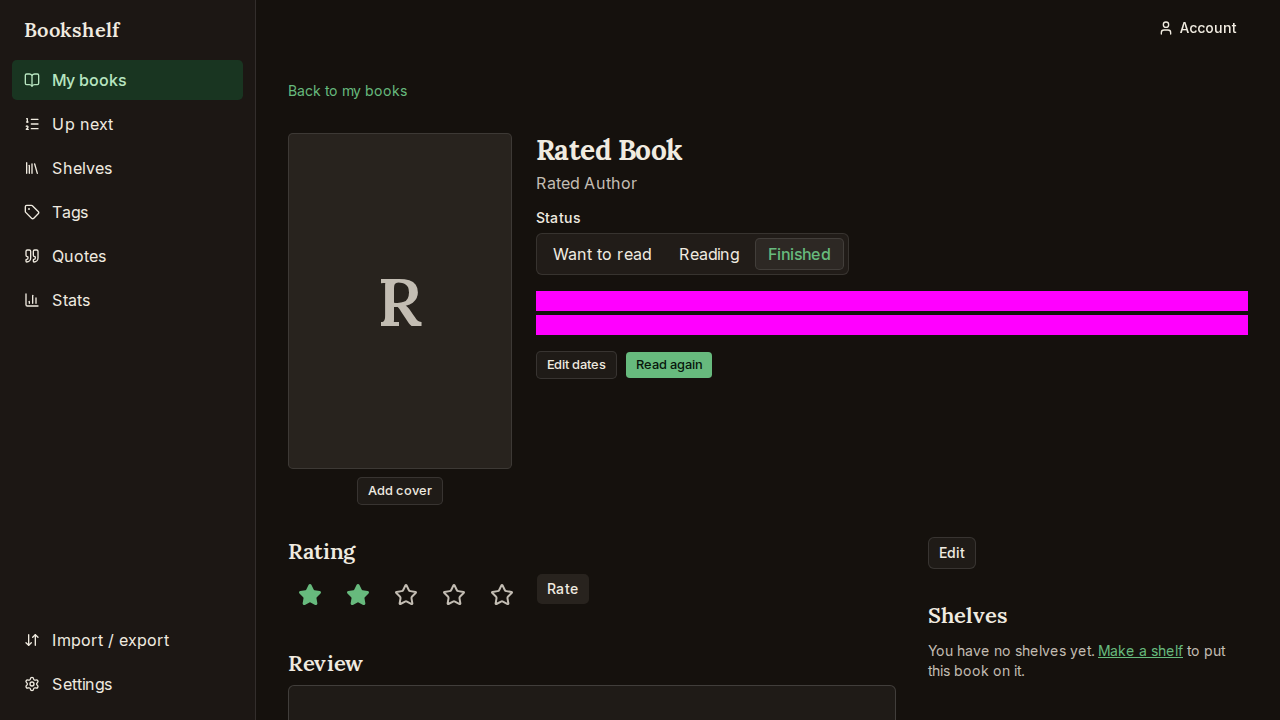 Bookshelf
My books
Up next
Shelves
Tags
Quotes
Stats
Import / export
Settings
Account
Back to my books
R
Add cover
Rated Book
Rated Author
Status
Want to read
Reading
Finished
Edit dates
Read again
Rating
Rate
Review
Edit
Shelves
You have no shelves yet. Make a shelf to put
this book on it.